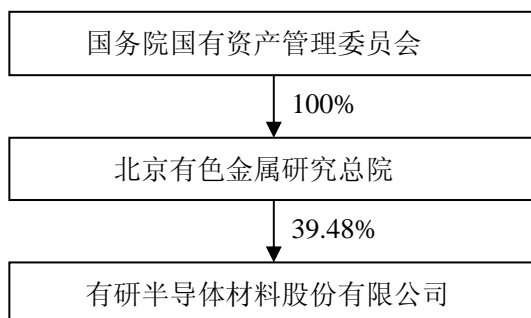 国务院国有资产管理委员会
100%
北京有色金属研究总院
39.48%
有研半导体材料股份有限公司